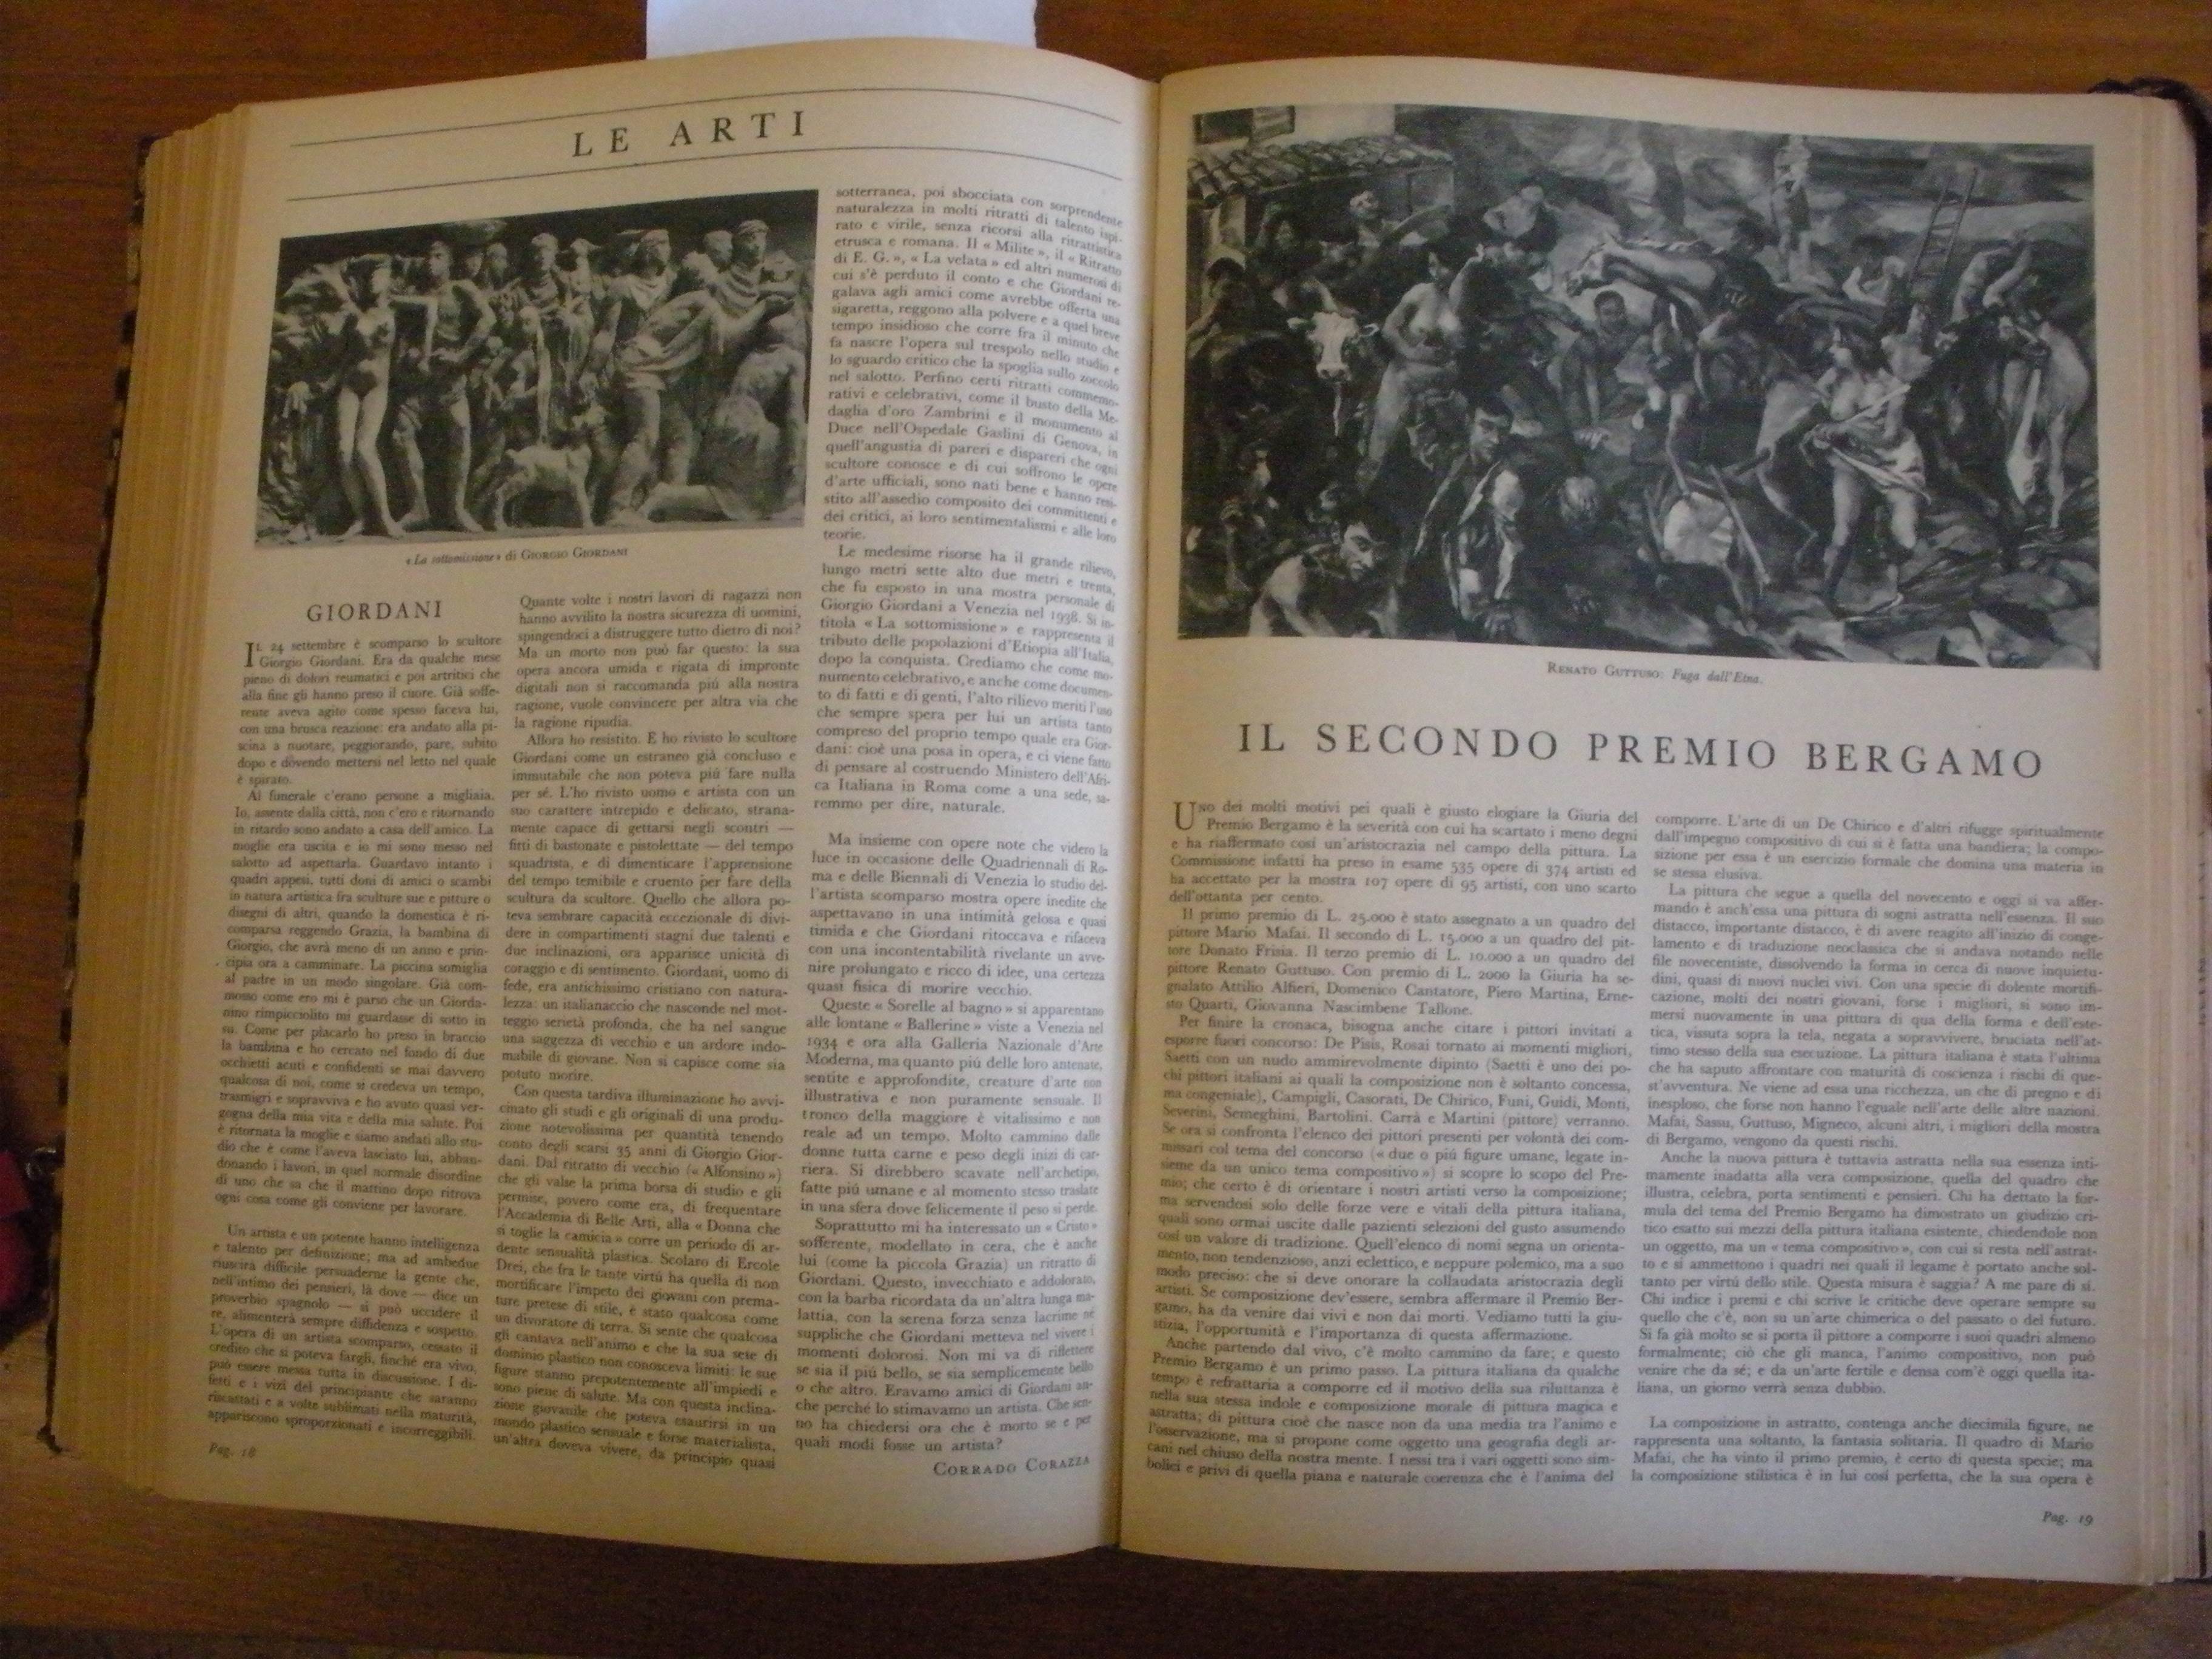 LE ARTI
« La sottomissione » di GIORGIO GIORDANI
GIORDANI
IL 24 settembre è scomparso lo scultore
Giorgio Giordani. Era da qualche mese
pieno di dolori reumatici e poi artritici che
alla fine gli hanno preso il cuore. Già soffe-
rente aveva agito come spesso faceva lui,
con una brusca reazione: era andato alla pi-
scina a nuotare, peggiorando, pare, subito
dopo e dovendo mettersi nel letto nel quale
è spirato.
Al funerale c'erano persone a migliaia.
Io, assente dalla città, non c'ero e ritornando
in ritardo sono andato a casa dell'amico. La
moglie era uscita e io mi sono messo nel
salotto ad aspettarla. Guardavo intanto i
quadri appesi, tutti doni di amici o scambi
in natura artistica fra sculture sue e pitture o
disegni di altri, quando la domestica è ri-
comparsa reggendo Grazia, la bambina di
Giorgio, che avrà meno di un anno e prin-
cipia ora a camminare. La piccina somiglia
al padre in un modo singolare. Già com-
mosso come ero mi è parso che un Giorda-
nino rimpicciolito mi guardasse di sotto in
su. Come per placarlo ho preso in braccio
la bambina e ho cercato nel fondo di due
occhietti acuti e confidenti se mai davvero
qualcosa di noi, come si credeva un tempo,
trasmigri e sopravviva e ho avuto quasi ver-
gogna della mia vita e della mia salute. Poi
è ritornata la moglie e siamo andati allo stu-
dio che è come l'aveva lasciato lui, abban-
donando i lavori, in quel normale disordine
di uno che sa che il mattino dopo ritrova
ogni cosa come gli conviene per lavorare.
Un artista e un potente hanno intelligenza
e talento per definizione; ma ad ambedue
riuscirà difficile persuaderne la gente che,
nell'intimo dei pensieri, là dove — dice un
proverbio spagnolo — si può uccidere il
re, alimenterà sempre diffidenza e sospetto.
L'opera di un artista scomparso, cessato il
credito che si poteva fargli, finché era vivo,
può essere messa tutta in discussione. I di-
fetti e i vizi del principiante che saranno
riscattati e a volte sublimati nella maturità,
appariscono sproporzionati e incorreggibili.
Pag. 18
Quante volte i nostri lavori di ragazzi non
hanno avvilito la nostra sicurezza di uomini,
spingendoci a distruggere tutto dietro di noi?
Ma un morto non può far questo: la sua
opera ancora umida e rigata di impronte
digitali non si raccomanda più alla nostra
ragione, vuole convincere per altra via che
la ragione ripudia.
Allora ho resistito. E ho rivisto lo scultore
Giordani come un estraneo già concluso e
immutabile che non poteva più fare nulla
per sé. L'ho rivisto uomo e artista con un
suo carattere intrepido e delicato, strana-
mente capace di gettarsi negli scontri —
fitti di bastonate e pistolettate — del tempo
squadrista, e di dimenticare l'apprensione
del tempo temibile e cruento per fare della
scultura da scultore. Quello che allora po-
teva sembrare capacità eccezionale di divi-
dere in compartimenti stagni due talenti e
due inclinazioni, ora apparisce unicità di
coraggio e di sentimento. Giordani, uomo di
fede, era antichissimo cristiano con natura-
lezza: un italianaccio che nasconde nel mot-
teggio serietà profonda, che ha nel sangue
una saggezza di vecchio e un ardore indo-
mabile di giovane. Non si capisce come sia
potuto morire.
Con questa tardiva illuminazione ho avvi-
cinato gli studi e gli originali di una produ-
zione notevolissima per quantità tenendo
conto degli scarsi 35 anni di Giorgio Gior-
dani. Dal ritratto di vecchio (« Alfonsino »)
che gli valse la prima borsa di studio e gli
permise, povero come era, di frequentare
l'Accademia di Belle Arti, alla « Donna che
si toglie la camicia » corre un periodo di ar-
dente sensualità plastica. Scolaro di Ercole
Drei, che fra le tante virtù ha quella di non
mortificare l'impeto dei giovani con prema-
ture pretese di stile, è stato qualcosa come
un divoratore di terra. Si sente che qualcosa
gli cantava nell'animo e che la sua sete di
dominio plastico non conosceva limiti: le sue
figure stanno prepotentemente all'impiedi e
sono piene di salute. Ma con questa inclina-
zione giovanile che poteva esaurirsi in un
mondo plastico sensuale e forse materialista,
un'altra doveva vivere, da principio quasi
sotterranea, poi sbocciata con sorprendente
naturalezza in molti ritratti di talento ispi-
rato e virile, senza ricorsi alla ritrattistica
etrusca e romana. Il « Milite », il « Ritratto
di E. G. », « La velata » ed altri numerosi di
cui s'è perduto il conto e che Giordani re-
galava agli amici come avrebbe offerta una
sigaretta, reggono alla polvere e a quel breve
tempo insidioso che corre fra il minuto che
fa nascere l'opera sul trespolo nello studio e
lo sguardo critico che la spoglia sullo zoccolo
nel salotto. Perfino certi ritratti commemo-
rativi e celebrativi, come il busto della Me-
daglia d'oro Zambrini e il monumento al
Duce nell'Ospedale Gaslini di Genova, in
quell'angustia di pareri e dispareri che ogni
scultore conosce e di cui soffrono le opere
d'arte ufficiali, sono nati bene e hanno resi-
stito all'assedio composito dei committenti e
dei critici, ai loro sentimentalismi e alle loro
teorie.
Le medesime risorse ha il grande rilievo,
lungo metri sette alto due metri e trenta,
che fu esposto in una mostra personale di
Giorgio Giordani a Venezia nel 1938. Si in-
titola « La sottomissione » e rappresenta il
tributo delle popolazioni d'Etiopia all'Italia,
dopo la conquista. Crediamo che come mo-
numento celebrativo, e anche come documen-
to di fatti e di genti, l'alto rilievo meriti l'uso
che sempre spera per lui un artista tanto
compreso del proprio tempo quale era Gior-
dani: cioè una posa in opera, e ci viene fatto
di pensare al costruendo Ministero dell'Afri-
ca Italiana in Roma come a una sede, sa-
remmo per dire, naturale.
Ma insieme con opere note che videro la
luce in occasione delle Quadriennali di Ro-
ma e delle Biennali di Venezia lo studio del-
l'artista scomparso mostra opere inedite che
aspettavano in una intimità gelosa e quasi
timida e che Giordani ritoccava e rifaceva
con una incontentabilità rivelante un avve-
nire prolungato e ricco di idee, una certezza
quasi fisica di morire vecchio.
Queste « Sorelle al bagno » si apparentano
alle lontane « Ballerine » viste a Venezia nel
1934 e ora alla Galleria Nazionale d'Arte
Moderna, ma quanto più delle loro antenate,
sentite e approfondite, creature d'arte non
illustrativa e non puramente sensuale. Il
tronco della maggiore è vitalissimo e non
reale ad un tempo. Molto cammino dalle
donne tutta carne e peso degli inizi di car-
riera. Si direbbero scavate nell'archetipo,
fatte più umane e al momento stesso traslate
in una sfera dove felicemente il peso si perde.
Soprattutto mi ha interessato un « Cristo »
sofferente, modellato in cera, che è anche
lui (come la piccola Grazia) un ritratto di
Giordani. Questo, invecchiato e addolorato,
con la barba ricordata da un'altra lunga ma-
lattia, con la serena forza senza lacrime né
suppliche che Giordani metteva nel vivere i
momenti dolorosi. Non mi va di riflettere
se sia il più bello, se sia semplicemente bello
o che altro. Eravamo amici di Giordani an-
che perché lo stimavamo un artista. Che sen-
no ha chiedersi ora che è morto se e per
quali modi fosse un artista?
CORRADO CORAZZA
RENATO GUTTUSO: Fuga dall'Etna.
IL SECONDO PREMIO BERGAMO
UNO dei molti motivi pei quali è giusto elogiare la Giuria del
Premio Bergamo è la severità con cui ha scartato i meno degni
e ha riaffermato così un'aristocrazia nel campo della pittura. La
Commissione infatti ha preso in esame 535 opere di 374 artisti ed
ha accettato per la mostra 107 opere di 95 artisti, con uno scarto
dell'ottanta per cento.
Il primo premio di L. 25.000 è stato assegnato a un quadro del
pittore Mario Mafai. Il secondo di L. 15.000 a un quadro del pit-
tore Donato Frisia. Il terzo premio di L. 10.000 a un quadro del
pittore Renato Guttuso. Con premio di L. 2000 la Giuria ha se-
gnalato Attilio Alfieri, Domenico Cantatore, Piero Martina, Erne-
sto Quarti, Giovanna Nascimbene Tallone.
Per finire la cronaca, bisogna anche citare i pittori invitati a
esporre fuori concorso: De Pisis, Rosai tornato ai momenti migliori,
Saetti con un nudo ammirevolmente dipinto (Saetti è uno dei po-
chi pittori italiani ai quali la composizione non è soltanto concessa,
ma congeniale), Campigli, Casorati, De Chirico, Funi, Guidi, Monti,
Severini, Semeghini, Bartolini. Carrà e Martini (pittore) verranno.
Se ora si confronta l'elenco dei pittori presenti per volontà dei com-
missari col tema del concorso (« due o più figure umane, legate in-
sieme da un unico tema compositivo ») si scopre lo scopo del Pre-
mio; che certo è di orientare i nostri artisti verso la composizione;
ma servendosi solo delle forze vere e vitali della pittura italiana,
quali sono ormai uscite dalle pazienti selezioni del gusto assumendo
così un valore di tradizione. Quell'elenco di nomi segna un orienta-
mento, non tendenzioso, anzi eclettico, e neppure polemico, ma a suo
modo preciso: che si deve onorare la collaudata aristocrazia degli
artisti. Se composizione dev'essere, sembra affermare il Premio Ber-
gamo, ha da venire dai vivi e non dai morti. Vediamo tutti la giu-
stizia, l'opportunità e l'importanza di questa affermazione.
Anche partendo dal vivo, c'è molto cammino da fare; e questo
Premio Bergamo è un primo passo. La pittura italiana da qualche
tempo è refrattaria a comporre ed il motivo della sua riluttanza è
nella sua stessa indole e composizione morale di pittura magica e
astratta; di pittura cioè che nasce non da una media tra l'animo e
l'osservazione, ma si propone come oggetto una geografia degli ar-
cani nel chiuso della nostra mente. I nessi tra i vari oggetti sono sim-
bolici e privi di quella piana e naturale coerenza che è l'anima del
comporre. L'arte di un De Chirico e d'altri rifugge spiritualmente
dall'impegno compositivo di cui si è fatta una bandiera; la compo-
sizione per essa è un esercizio formale che domina una materia in
se stessa elusiva.
La pittura che segue a quella del novecento e oggi si va affer-
mando è anch'essa una pittura di sogni astratta nell'essenza. Il suo
distacco, importante distacco, è di avere reagito all'inizio di conge-
lamento e di traduzione neoclassica che si andava notando nelle
file novecentiste, dissolvendo la forma in cerca di nuove inquietu-
dini, quasi di nuovi nuclei vivi. Con una specie di dolente mortifi-
cazione, molti dei nostri giovani, forse i migliori, si sono im-
mersi nuovamente in una pittura di qua della forma e dell'este-
tica, vissuta sopra la tela, negata a sopravvivere, bruciata nell'at-
timo stesso della sua esecuzione. La pittura italiana è stata l'ultima
che ha saputo affrontare con maturità di coscienza i rischi di que-
st'avventura. Ne viene ad essa una ricchezza, un che di pregno e di
inesploso, che forse non hanno l'eguale nell'arte delle altre nazioni.
Mafai, Sassu, Guttuso, Migneco, alcuni altri, i migliori della mostra
di Bergamo, vengono da questi rischi.
Anche la nuova pittura è tuttavia astratta nella sua essenza inti-
mamente inadatta alla vera composizione, quella del quadro che
illustra, celebra, porta sentimenti e pensieri. Chi ha dettato la for-
mula del tema del Premio Bergamo ha dimostrato un giudizio cri-
tico esatto sui mezzi della pittura italiana esistente, chiedendole non
un oggetto, ma un « tema compositivo », con cui si resta nell'astrat-
to e si ammettono i quadri nei quali il legame è portato anche sol-
tanto per virtù dello stile. Questa misura è saggia? A me pare di sì.
Chi indice i premi e chi scrive le critiche deve operare sempre su
quello che c'è, non su un'arte chimerica o del passato o del futuro.
Si fa già molto se si porta il pittore a comporre i suoi quadri almeno
formalmente; ciò che gli manca, l'animo compositivo, non può
venire che da sé; e da un'arte fertile e densa com'è oggi quella ita-
liana, un giorno verrà senza dubbio.
La composizione in astratto, contenga anche diecimila figure, ne
rappresenta una soltanto, la fantasia solitaria. Il quadro di Mario
Mafai, che ha vinto il primo premio, è certo di questa specie; ma
la composizione stilistica è in lui così perfetta, che la sua opera è
Pag. 19